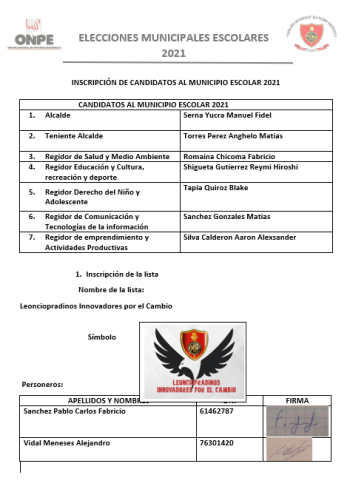 ONPE
ELECCIONES MUNICIPALES ESCOLARES
2021
INSCRIPCIÓN DE CANDIDATOS AL MUNICIPIO ESCOLAR 2021
CANDIDATOS AL MUNICIPIO ESCOLAR 2021
1. Alcalde Serna Yucra Manuel Fidel
2. Teniente Alcalde Torres Perez Anghelo Matias
3. Regidor de Salud y Medio Ambiente Romaina Chicoma Fabricio
4. Regidor Educación y Cultura, Shigueta Gutierrez Reymi Hiroshi
recreación y deporte
5. Regidor Derecho del Niño y Tapia Quiroz Blake
Adolescente
6. Regidor de Comunicación y Sanchez Gonzales Matias
Tecnologías de la información
7. Regidor de emprendimiento y Silva Calderon Aaron Alexsander
Actividades Productivas
1. Inscripción de la lista
Nombre de la lista:
Leonciopradinos Innovadores por el Cambio
Símbolo
LEONCIOPRADINOS
INNOVADORES POR EL CAMBIO
Personeros:
APELLIDOS Y FIRMA
Sanchez Pablo Carlos Fabricio 61462787
Vidal Meneses Alejandro 76301420